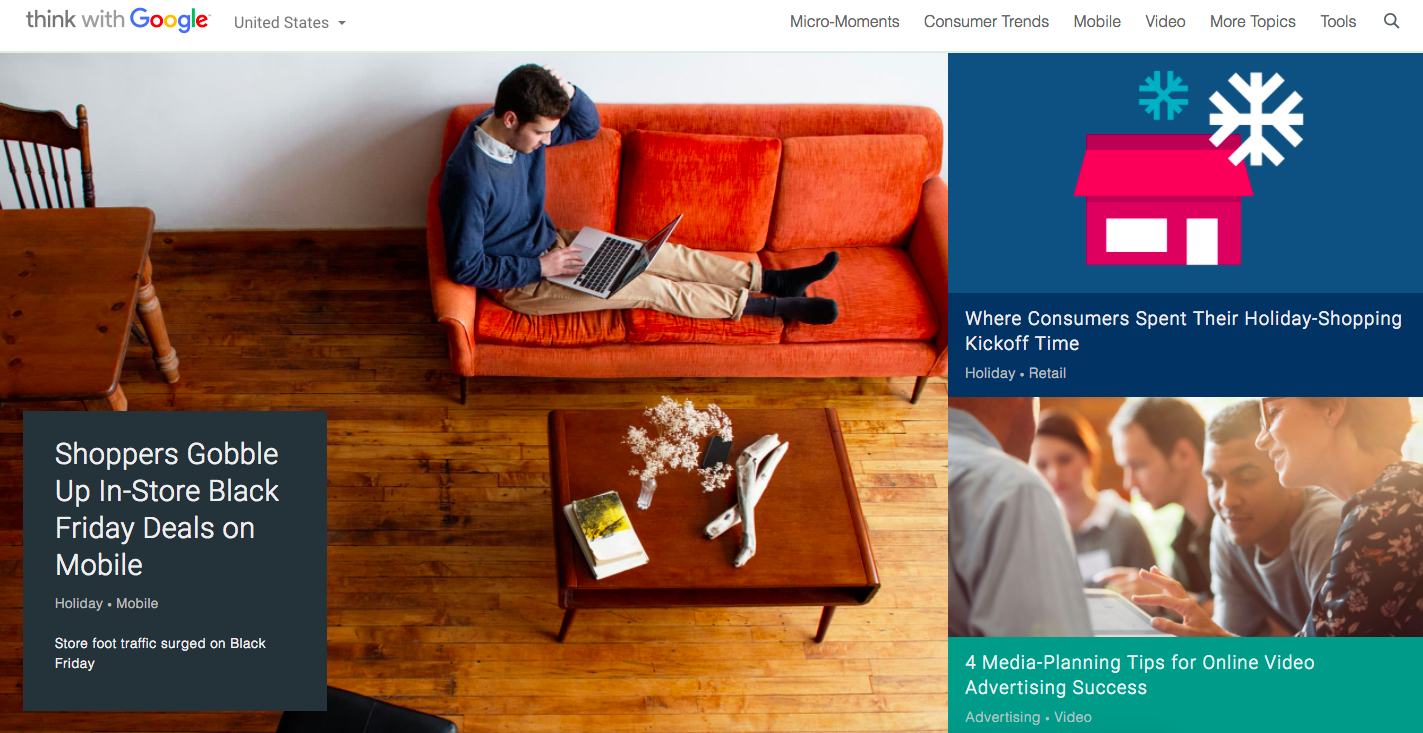 think with Google
United States
Micro-Moments
Consumer Trends
Mobile
Video
More Topics
Tools
Shoppers Gobble
Up In-Store Black
Friday Deals on
Mobile
Holiday • Mobile
Store foot traffic surged on Black
Friday
Where Consumers Spent Their Holiday-Shopping
Kickoff Time
Holiday • Retail
4 Media-Planning Tips for Online Video
Advertising Success
Advertising • Video